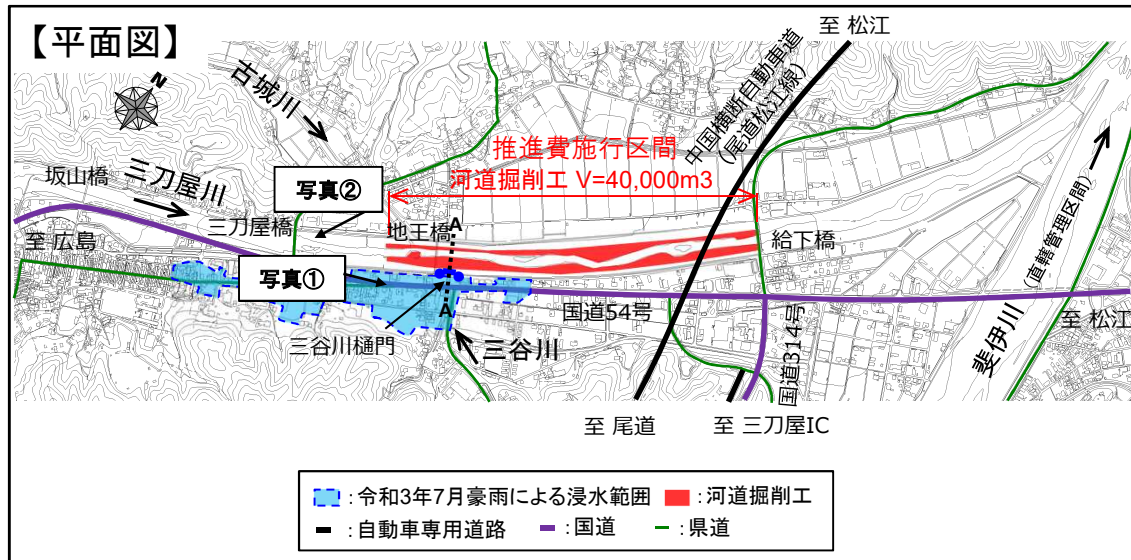 【平面図】
至 松江
N
古城川
中国横断自動車道
(尾道松江線)
推進費施行区間
河道掘削工 V=40,000m3
坂山橋
三刀屋川
写真②
三刀屋橋
地王橋
A
給下橋
(直轄管理区間)
至 広島
写真①
A
国道54号
至 松江
三谷川樋門
三谷川
国道314号
斐伊川
至 尾道
至 三刀屋IC
:令和3年7月豪雨による浸水範囲
:河道掘削工
:自動車専用道路
:国道
:県道